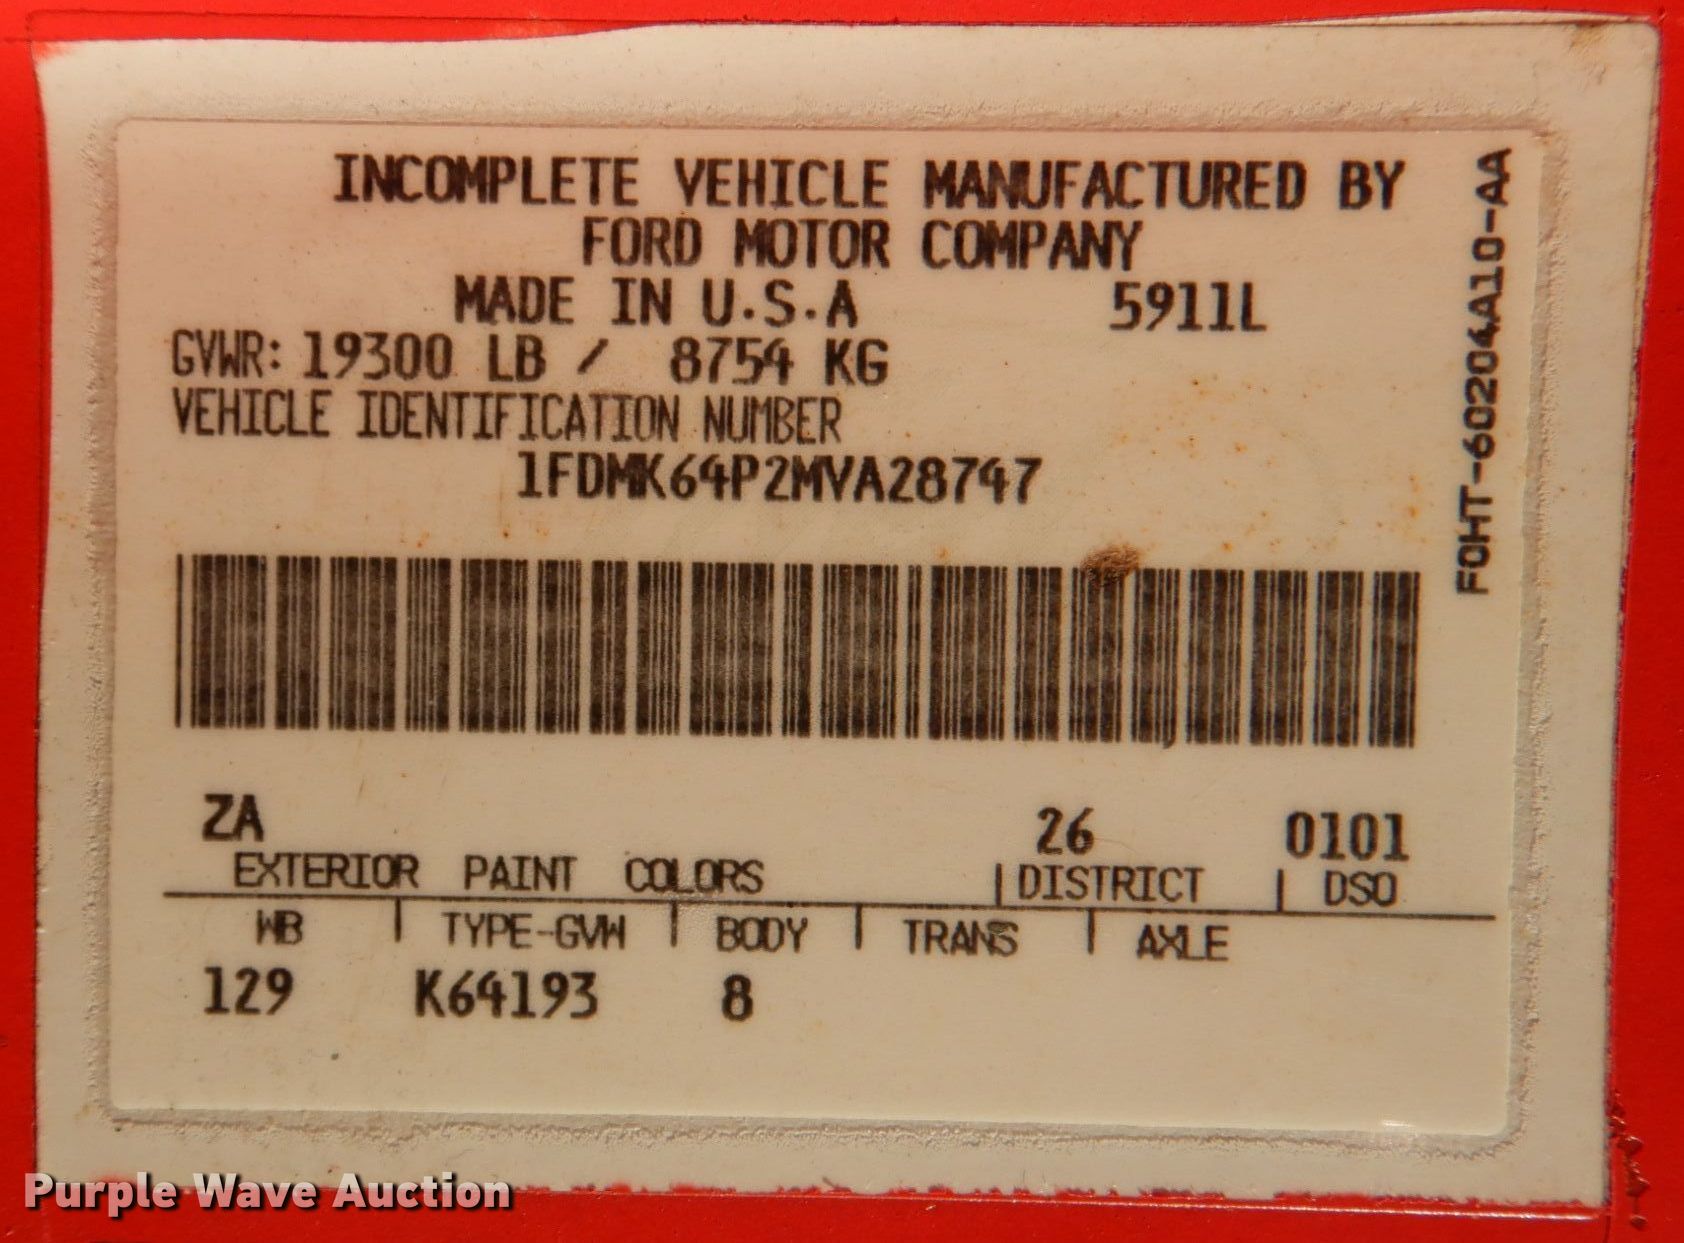 INCOMPLETE VEHICLE MANUFACTURED BY
FORD MOTOR COMPANY
MADE IN U.S.A 5911L
GVWR: 19300 LB / 8754 KG
VEHICLE IDENTIFICATION NUMBER
1FDMK64P2MVA28747
F0HT-60204A10-AA
ZA 26 0101
EXTERIOR PAINT COLORS DISTRICT DSO
WB TYPE-GVW BODY TRANS AXLE
129 K64193 8
Purple Wave Auction